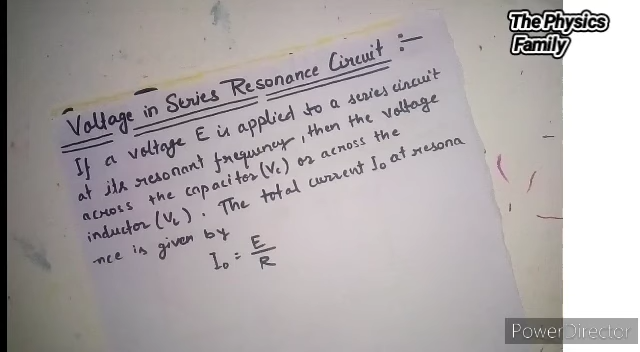 The Physics
Family
Voltage in Series Resonance Circuit :-
If a voltage E is applied to a series circuit
at its resonant frequency, then the voltage
across the capacitor (Vc) or across the
inductor (VL). The total current I₀ at resona
nce is given by
I₀ = E/R
PowerDirector